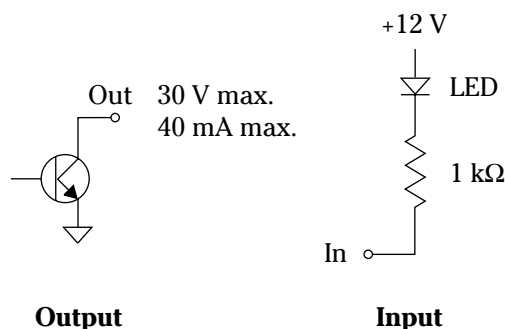 +12 V
Out 30 V max.
40 mA max.
LED
1 kΩ
In
Output
Input